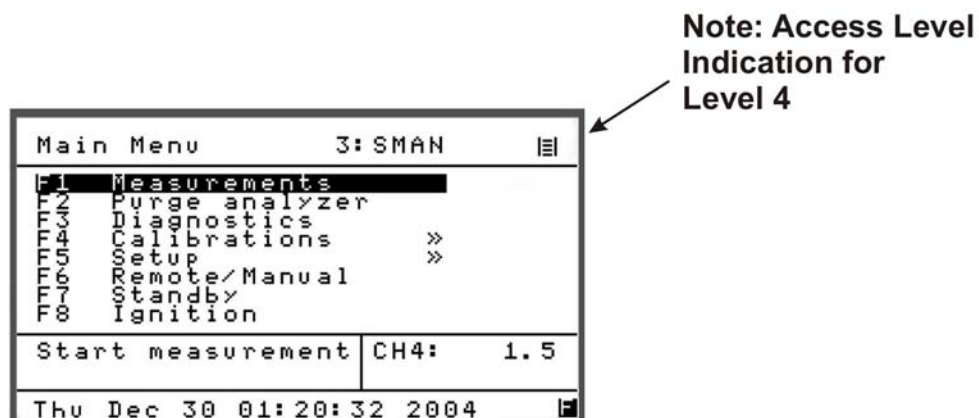 Note: Access Level
Indication for
Level 4
Main Menu 3:SMAN
F1 Measurements
F2 Purge analyzer
F3 Diagnostics
F4 Calibrations »
F5 Setup »
F6 Remote/Manual
F7 Standby
F8 Ignition
Start measurement CH4: 1.5
Thu Dec 30 01:20:32 2004 F